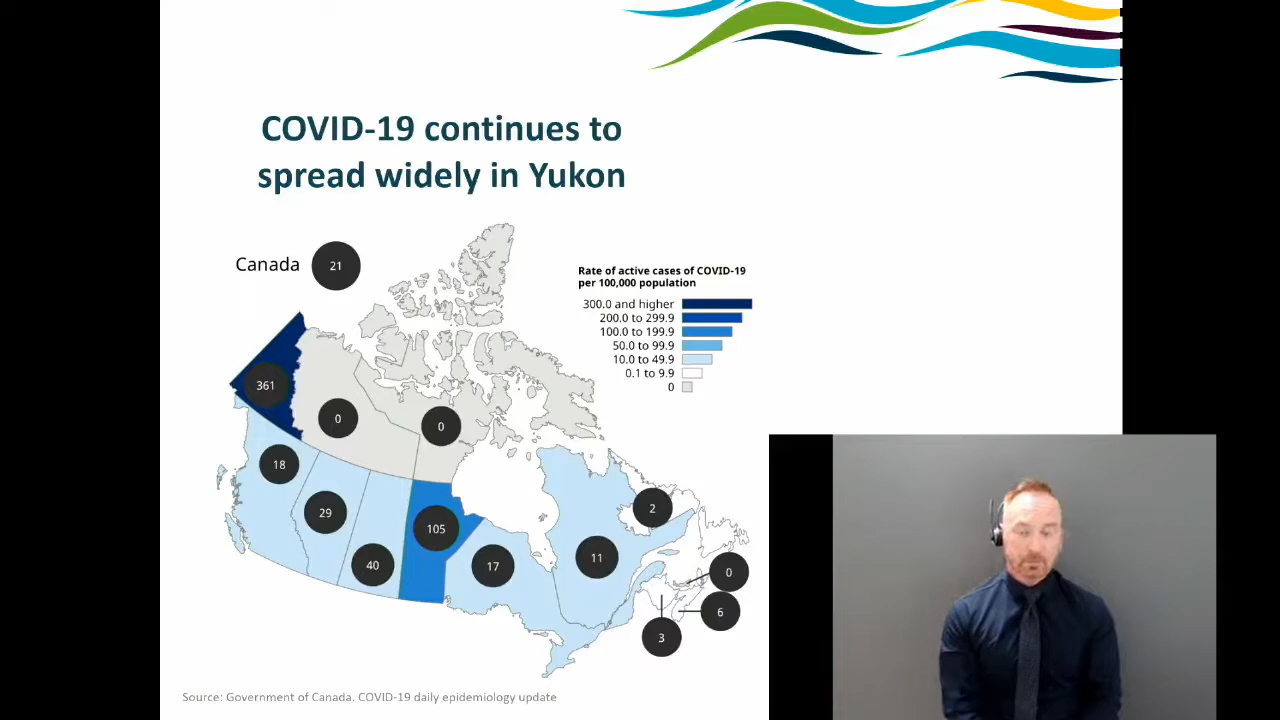 COVID-19 continues to
spread widely in Yukon
Canada 21
Rate of active cases of COVID-19
per 100,000 population
300.0 and higher
200.0 to 299.9
100.0 to 199.9
50.0 to 99.9
10.0 to 49.9
0.1 to 9.9
0
361
0
0
18
29
40
105
17
11
2
0
6
3
Source: Government of Canada. COVID-19 daily epidemiology update